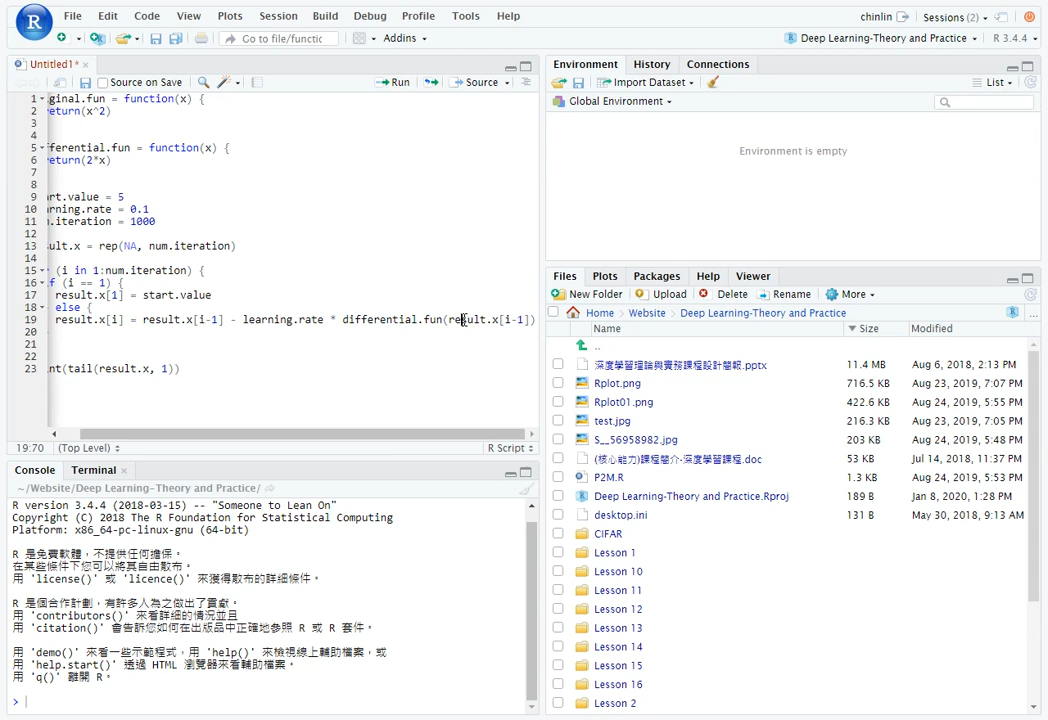 R
File Edit Code View Plots Session Build Debug Profile Tools Help
chinlin Sessions (2)
Go to file/functic Addins
Deep Learning-Theory and Practice R 3.4.4
Untitled1*
Source on Save Run Source
1 ginal.fun = function(x) {
2 eturn(x^2)
3
4
5 fferential.fun = function(x) {
6 eturn(2*x)
7
8
9 art.value = 5
10 arning.rate = 0.1
11 m.iteration = 1000
12
13 sult.x = rep(NA, num.iteration)
14
15 (i in 1:num.iteration) {
16 f (i == 1) {
17 result.x[1] = start.value
18 else {
19 result.x[i] = result.x[i-1] - learning.rate * differential.fun(result.x[i-1])
20
21
22
23 int(tail(result.x, 1))
19:70 (Top Level) R Script
Console Terminal
~/Website/Deep Learning-Theory and Practice/
R version 3.4.4 (2018-03-15) -- "Someone to Lean On"
Copyright (C) 2018 The R Foundation for Statistical Computing
Platform: x86_64-pc-linux-gnu (64-bit)
R 是免費軟體，不提供任何擔保。
在某些條件下您可以將其自由散布。
用 'license()' 或 'licence()' 來獲得散布的詳細條件。
R 是個合作計劃，有許多人為之做出了貢獻。
用 'contributors()' 來看詳細的情況並且
用 'citation()' 會告訴您如何在出版品中正確地參照 R 或 R 套件。
用 'demo()' 來看一些示範程式，用 'help()' 來檢視線上輔助檔案，或
用 'help.start()' 透過 HTML 瀏覽器來看輔助檔案。
用 'q()' 離開 R。
>
Environment History Connections
Import Dataset List
Global Environment
Environment is empty
Files Plots Packages Help Viewer
New Folder Upload Delete Rename More
Home Website Deep Learning-Theory and Practice ...
Name Size Modified
..
深度學習理論與實務課程設計簡報.pptx 11.4 MB Aug 6, 2018, 2:13 PM
Rplot.png 716.5 KB Aug 23, 2019, 7:07 PM
Rplot01.png 422.6 KB Aug 24, 2019, 5:55 PM
test.jpg 216.3 KB Aug 23, 2019, 7:05 PM
S__56958982.jpg 203 KB Aug 24, 2019, 5:48 PM
(核心能力)課程簡介-深度學習課程.doc 53 KB Jul 14, 2018, 11:37 PM
P2M.R 1.3 KB Aug 24, 2019, 5:53 PM
Deep Learning-Theory and Practice.Rproj 189 B Jan 8, 2020, 1:28 PM
desktop.ini 131 B May 30, 2018, 9:13 AM
CIFAR
Lesson 1
Lesson 10
Lesson 11
Lesson 12
Lesson 13
Lesson 14
Lesson 15
Lesson 16
Lesson 2